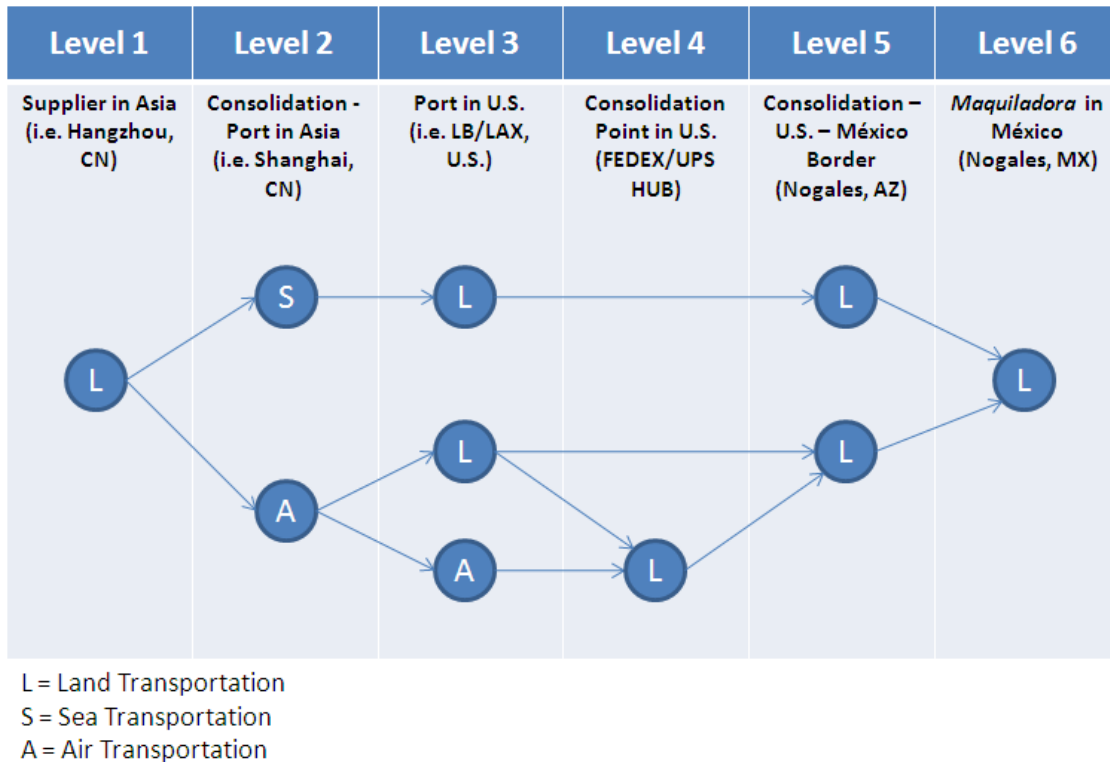 Level 1
Level 2
Level 3
Level 4
Level 5
Level 6
Supplier in Asia
(i.e. Hangzhou,
CN)
Consolidation -
Port in Asia
(i.e. Shanghai,
CN)
Port in U.S.
(i.e. LB/LAX,
U.S.)
Consolidation
Point in U.S.
(FEDEX/UPS
HUB)
Consolidation –
U.S. – México
Border
(Nogales, AZ)
Maquiladora in
México
(Nogales, MX)
S
L
L
L
L
L
L
A
A
L
L = Land Transportation
S = Sea Transportation
A = Air Transportation